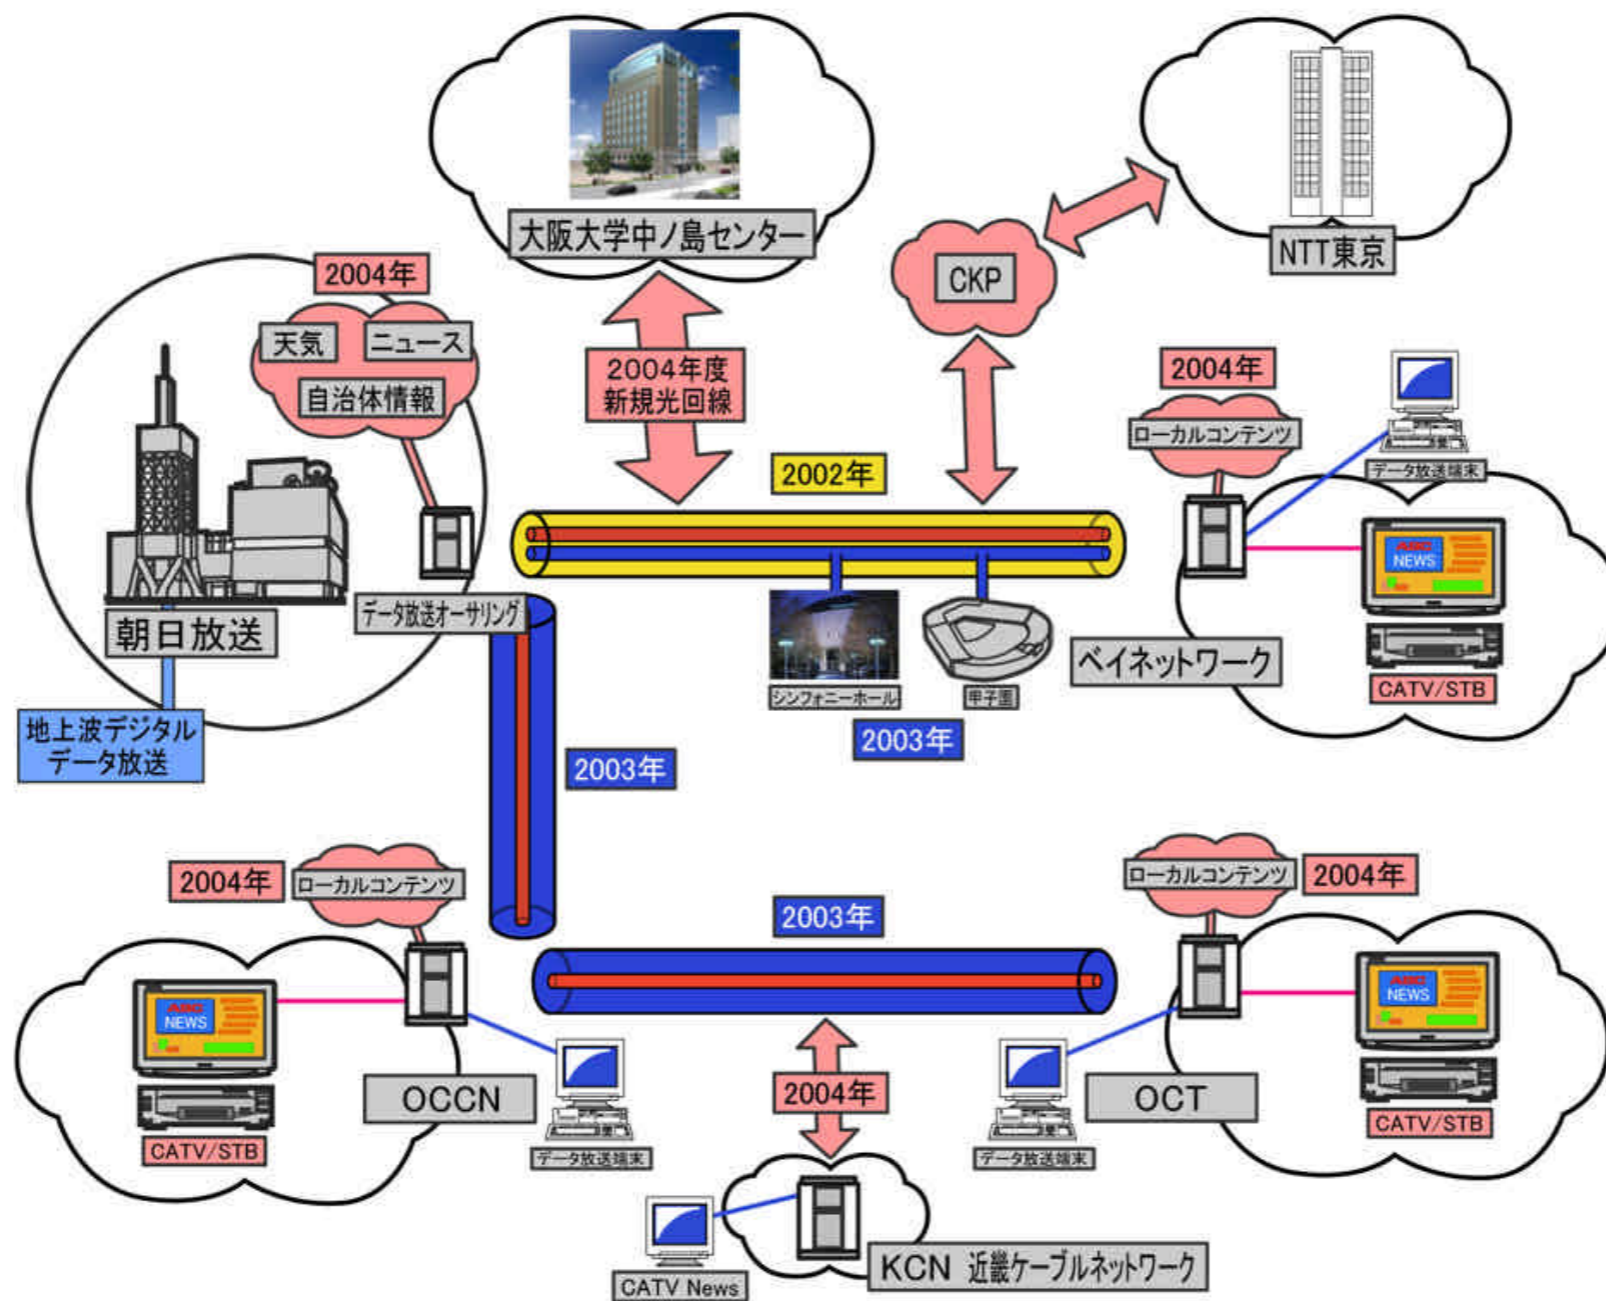 大阪大学中ノ島センター
NTT東京
CKP
2004年
天気
ニュース
自治体情報
2004年度
新規光回線
2004年
ローカルコンテンツ
データ放送端末
2002年
NEWS
CATV/STB
データ放送オーサリング
朝日放送
地上波デジタル
データ放送
シンフォニーホール
甲子園
ベイネットワーク
2003年
2003年
2004年
ローカルコンテンツ
2003年
ローカルコンテンツ
2004年
NEWS
CATV/STB
OCCN
データ放送端末
2004年
データ放送端末
OCT
NEWS
CATV/STB
CATV News
KCN 近畿ケーブルネットワーク